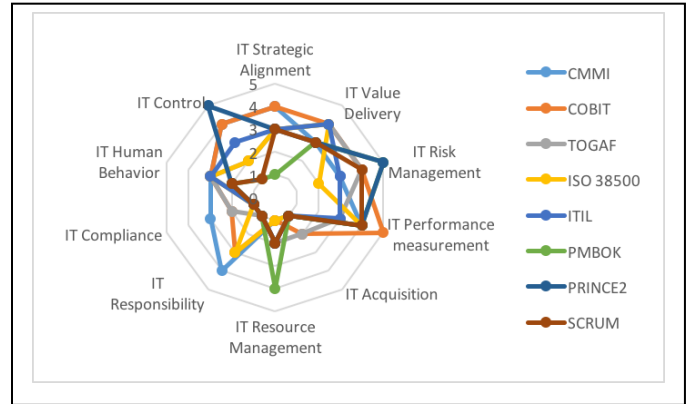 IT Strategic
Alignment
IT Value
Delivery
IT Risk
Management
IT Performance
measurement
IT Acquisition
IT Resource
Management
IT
Responsibility
IT Compliance
IT Human
Behavior
IT Control
5
4
3
2
1
0
CMMI
COBIT
TOGAF
ISO 38500
ITIL
PMBOK
PRINCE2
SCRUM